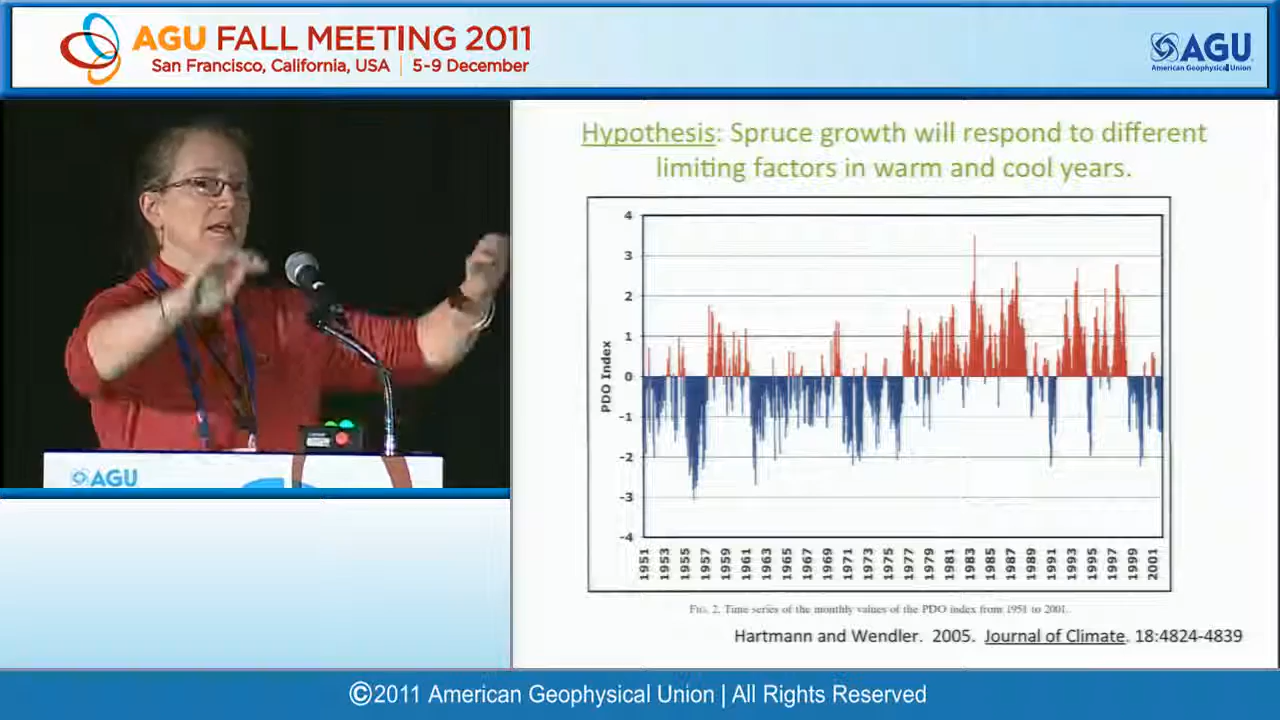 AGU FALL MEETING 2011
San Francisco, California, USA | 5-9 December
AGU
American Geophysical Union
Hypothesis: Spruce growth will respond to different
limiting factors in warm and cool years.
4
3
2
1
0
-1
-2
-3
-4
PDO Index
1951 1953 1955 1957 1959 1961 1963 1965 1967 1969 1971 1973 1975 1977 1979 1981 1983 1985 1987 1989 1991 1993 1995 1997 1999 2001
FIG. 2. Time series of the monthly values of the PDO index from 1951 to 2001.
Hartmann and Wendler. 2005. Journal of Climate. 18:4824-4839
AGU
©2011 American Geophysical Union | All Rights Reserved